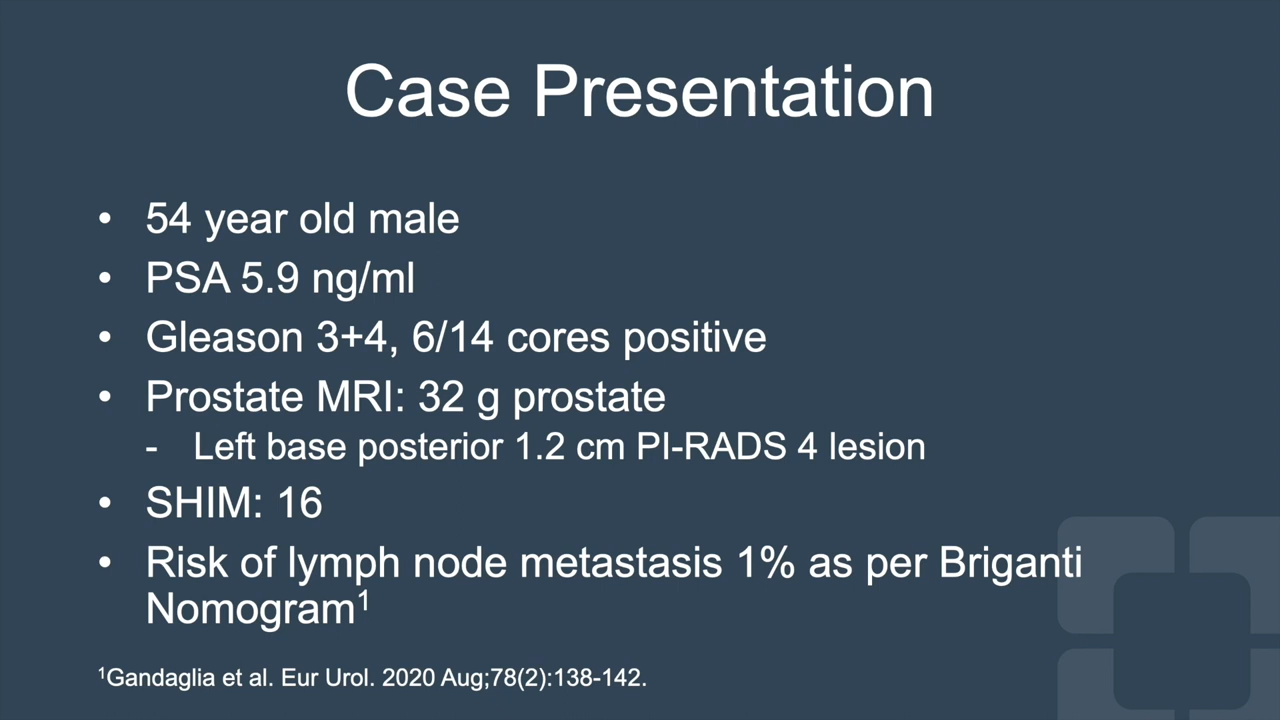 Case Presentation
• 54 year old male
• PSA 5.9 ng/ml
• Gleason 3+4, 6/14 cores positive
• Prostate MRI: 32 g prostate
- Left base posterior 1.2 cm PI-RADS 4 lesion
• SHIM: 16
• Risk of lymph node metastasis 1% as per Briganti
Nomogram¹
¹Gandaglia et al. Eur Urol. 2020 Aug;78(2):138-142.